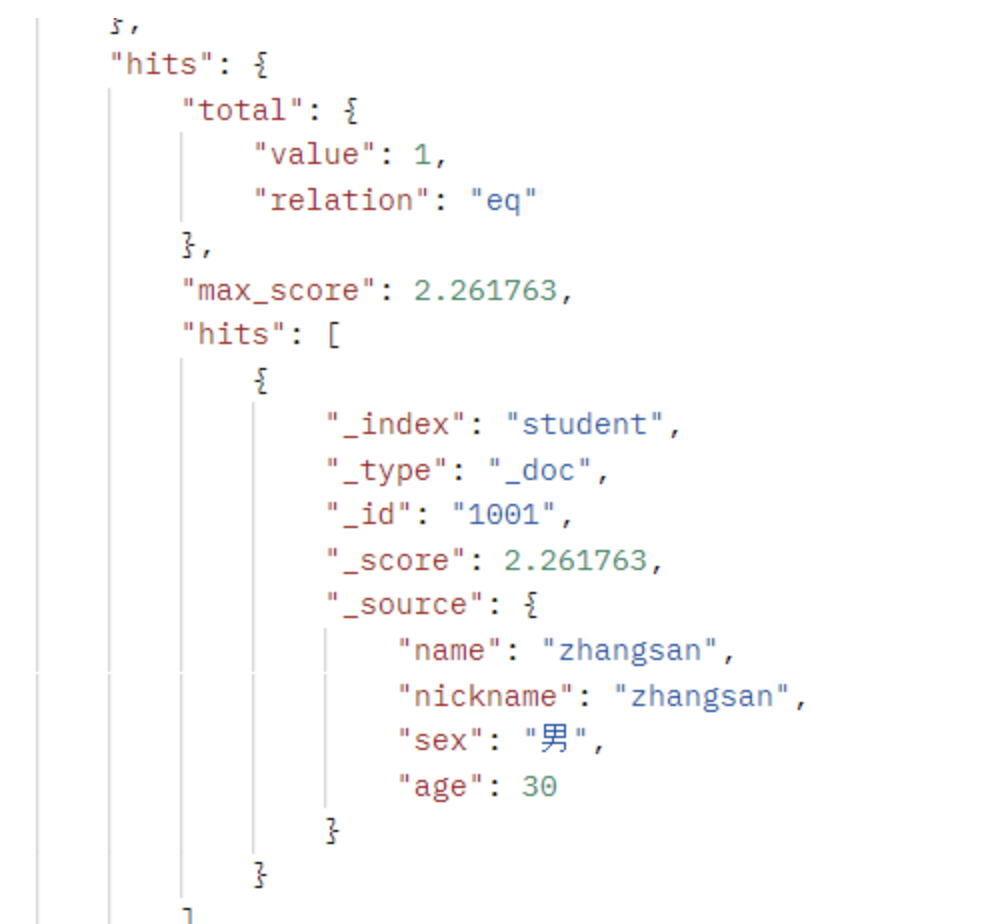 },
"hits": {
"total": {
"value": 1,
"relation": "eq"
},
"max_score": 2.261763,
"hits": [
{
"_index": "student",
"_type": "_doc",
"_id": "1001",
"_score": 2.261763,
"_source": {
"name": "zhangsan",
"nickname": "zhangsan",
"sex": "男",
"age": 30
}
}
]